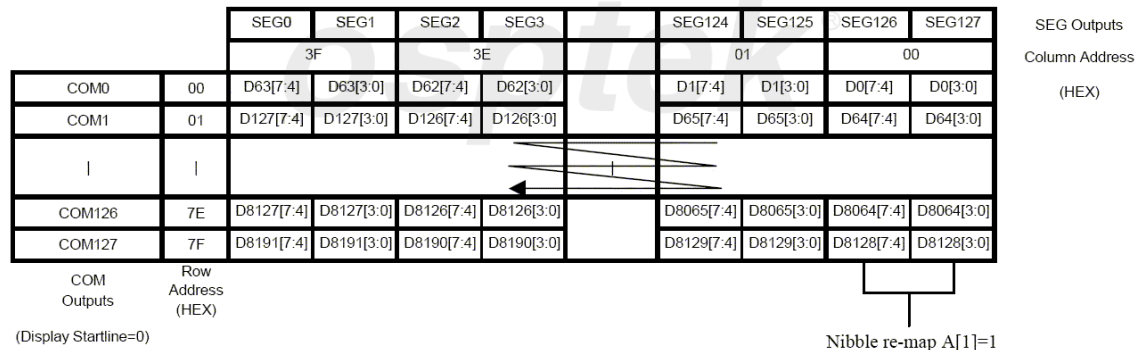 osptek®
SEG0 SEG1 SEG2 SEG3 SEG124 SEG125 SEG126 SEG127 SEG Outputs
3F 3E 01 00 Column Address
COM0 00 D63[7:4] D63[3:0] D62[7:4] D62[3:0] D1[7:4] D1[3:0] D0[7:4] D0[3:0] (HEX)
COM1 01 D127[7:4] D127[3:0] D126[7:4] D126[3:0] D65[7:4] D65[3:0] D64[7:4] D64[3:0]
| | |
COM126 7E D8127[7:4] D8127[3:0] D8126[7:4] D8126[3:0] D8065[7:4] D8065[3:0] D8064[7:4] D8064[3:0]
COM127 7F D8191[7:4] D8191[3:0] D8190[7:4] D8190[3:0] D8129[7:4] D8129[3:0] D8128[7:4] D8128[3:0]
COM
Outputs
Row
Address
(HEX)
(Display Startline=0)
Nibble re-map A[1]=1